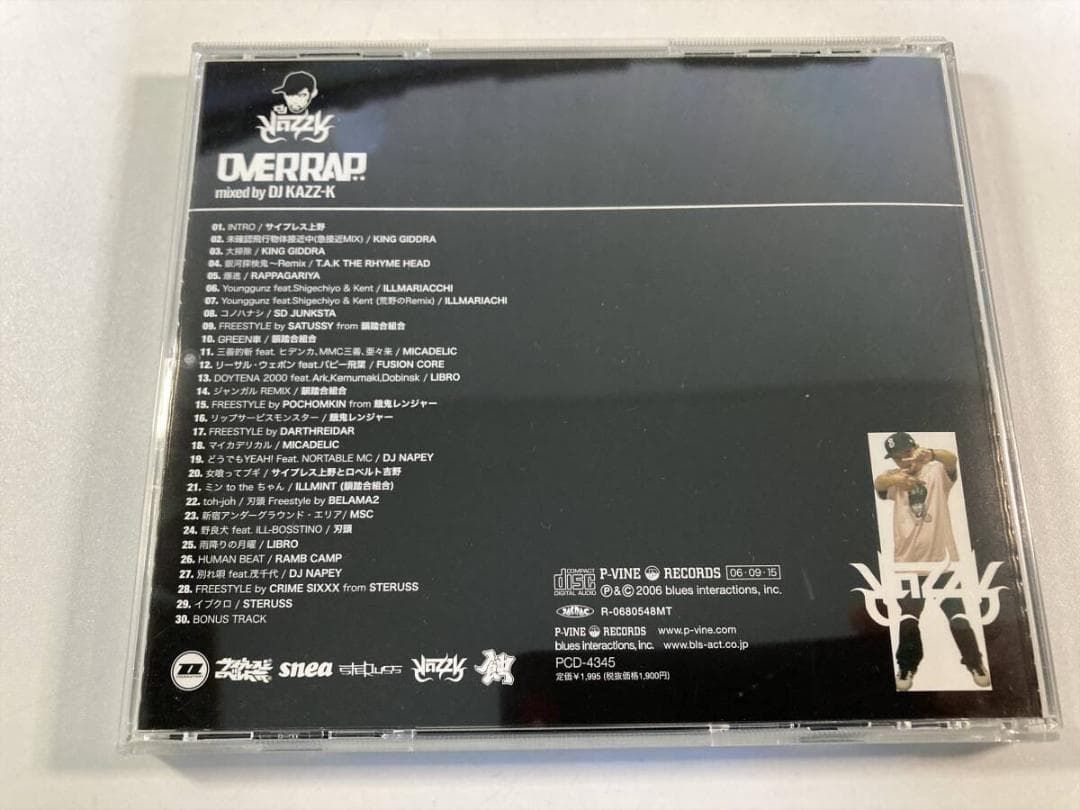 KAZZK
OVERRAP..
mixed by DJ KAZZ-K
01. INTRO / サイプレス上野
02. 未確認飛行物体接近中(急接近MIX) / KING GIDDRA
03. 大掃除 / KING GIDDRA
04. 銀河探検鬼〜Remix / T.A.K THE RHYME HEAD
05. 爆進 / RAPPAGARIYA
06. Younggunz feat.Shigechiyo & Kent / ILLMARIACCHI
07. Younggunz feat.Shigechiyo & Kent (荒野のRemix) / ILLMARIACHI
08. コノハナシ / SD JUNKSTA
09. FREESTYLE by SATUSSY from 韻踏合組合
10. GREEN車 / 韻踏合組合
11. 三善釣新 feat. ヒデンカ、MMC三善、亜々来 / MICADELIC
12. リーサル・ウェポン feat.パピー飛葉 / FUSION CORE
13. DOYTENA 2000 feat.Ark,Kemumaki,Dobinsk / LIBRO
14. ジャンガル REMIX / 韻踏合組合
15. FREESTYLE by POCHOMKIN from 餓鬼レンジャー
16. リップサービスモンスター / 餓鬼レンジャー
17. FREESTYLE by DARTHREIDAR
18. マイカデリカル / MICADELIC
19. どうでもYEAH! Feat. NORTABLE MC / DJ NAPEY
20. 女喰ってブギ / サイプレス上野とロベルト吉野
21. ミン to the ちゃん / ILLMINT (韻踏合組合)
22. toh-joh / 刃頭 Freestyle by BELAMA2
23. 新宿アンダーグラウンド・エリア / MSC
24. 野良犬 feat. ILL-BOSSTINO / 刃頭
25. 雨降りの月曜 / LIBRO
26. HUMAN BEAT / RAMB CAMP
27. 別れ唄 feat.茂千代 / DJ NAPEY
28. FREESTYLE by CRIME SIXXX from STERUSS
29. イブクロ / STERUSS
30. BONUS TRACK
snea
STERUSS
KAZZK
COMPACT
disc
DIGITAL AUDIO
P-VINE RECORDS 06・09・15
Ⓟ&Ⓒ 2006 blues interactions, inc.
R-0680548MT
P-VINE RECORDS www.p-vine.com
blues interactions, inc. www.bls-act.co.jp
PCD-4345
定価￥1,995 (税抜価格1,900円)
KAZZK